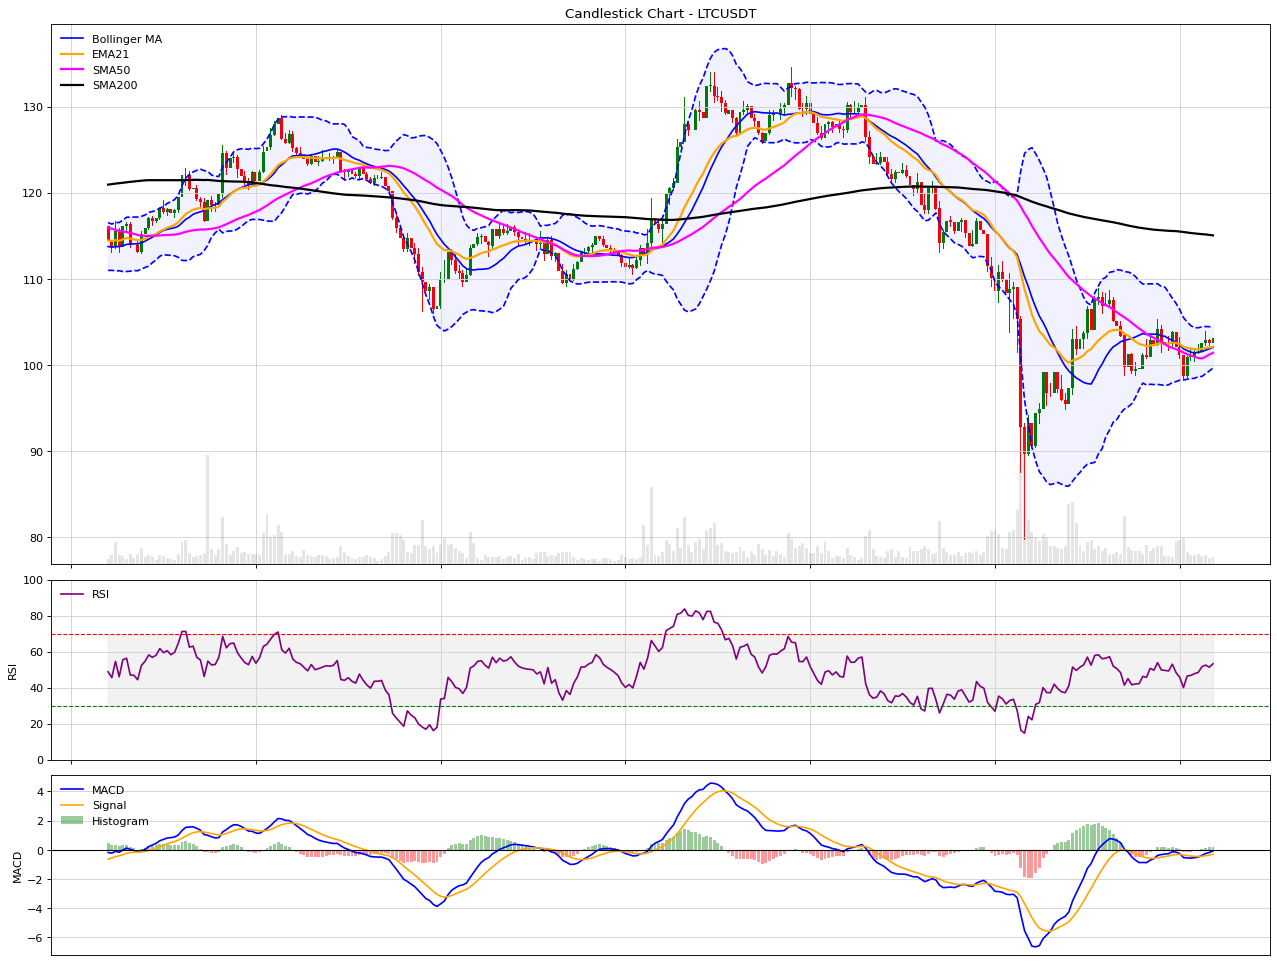 Candlestick Chart - LTCUSDT
Bollinger MA
EMA21
SMA50
SMA200
130
120
110
100
90
80
RSI
100
80
60
40
20
0
RSI
MACD
Signal
Histogram
4
2
0
−2
−4
−6
MACD